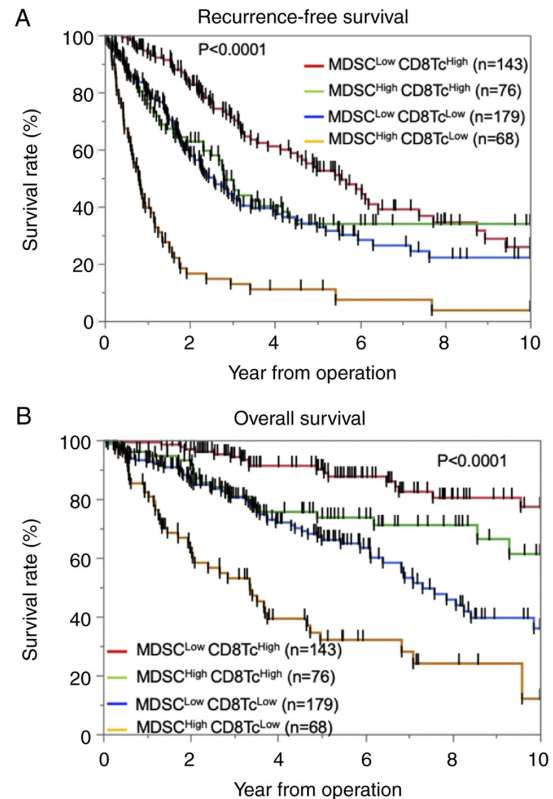 A
Recurrence-free survival
100
80
60
40
20
0
Survival rate (%)
P<0.0001
MDSCLow CD8TcHigh (n=143)
MDSCHigh CD8TcHigh (n=76)
MDSCLow CD8TcLow (n=179)
MDSCHigh CD8TcLow (n=68)
0 2 4 6 8 10
Year from operation
B
Overall survival
100
80
60
40
20
0
Survival rate (%)
P<0.0001
MDSCLow CD8TcHigh (n=143)
MDSCHigh CD8TcHigh (n=76)
MDSCLow CD8TcLow (n=179)
MDSCHigh CD8TcLow (n=68)
0 2 4 6 8 10
Year from operation